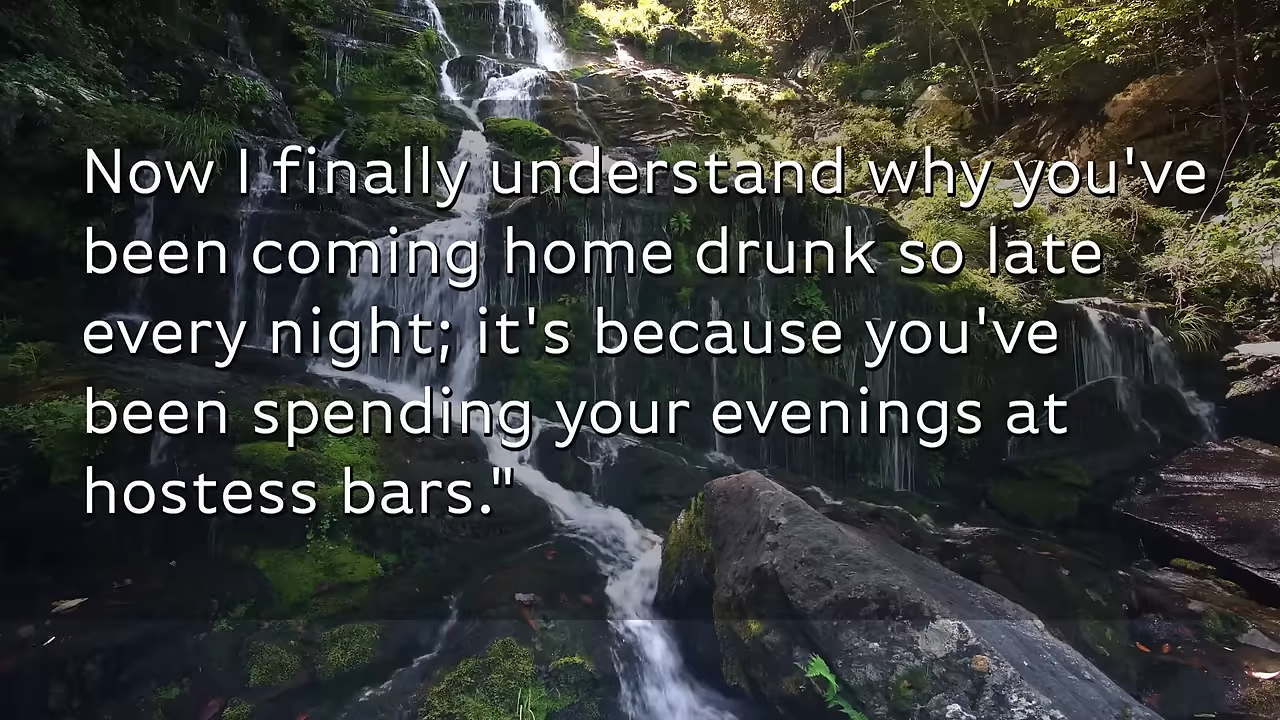 Now I finally understand why you've
been coming home drunk so late
every night; it's because you've
been spending your evenings at
hostess bars."